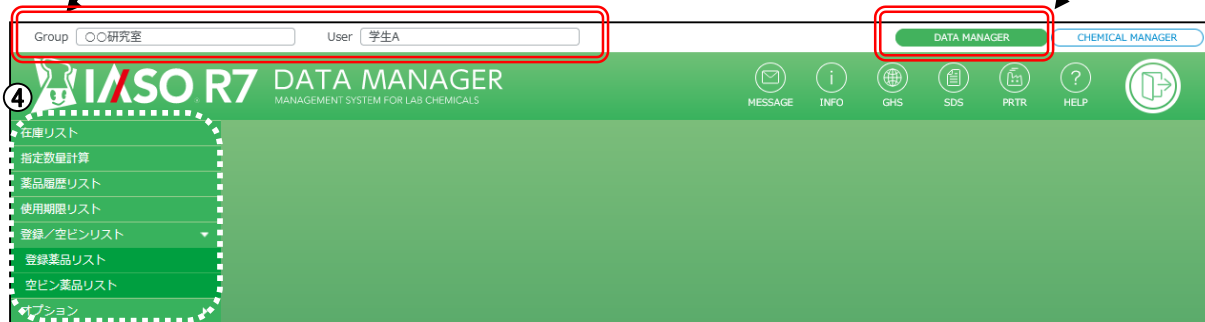 Group ○○研究室 User 学生A DATA MANAGER CHEMICAL MANAGER
IASO R7 DATA MANAGER
MANAGEMENT SYSTEM FOR LAB CHEMICALS
MESSAGE INFO GHS SDS PRTR HELP
④
在庫リスト
指定数量計算
薬品履歴リスト
使用期限リスト
登録／空ビンリスト
登録薬品リスト
空ビン薬品リスト
オプション